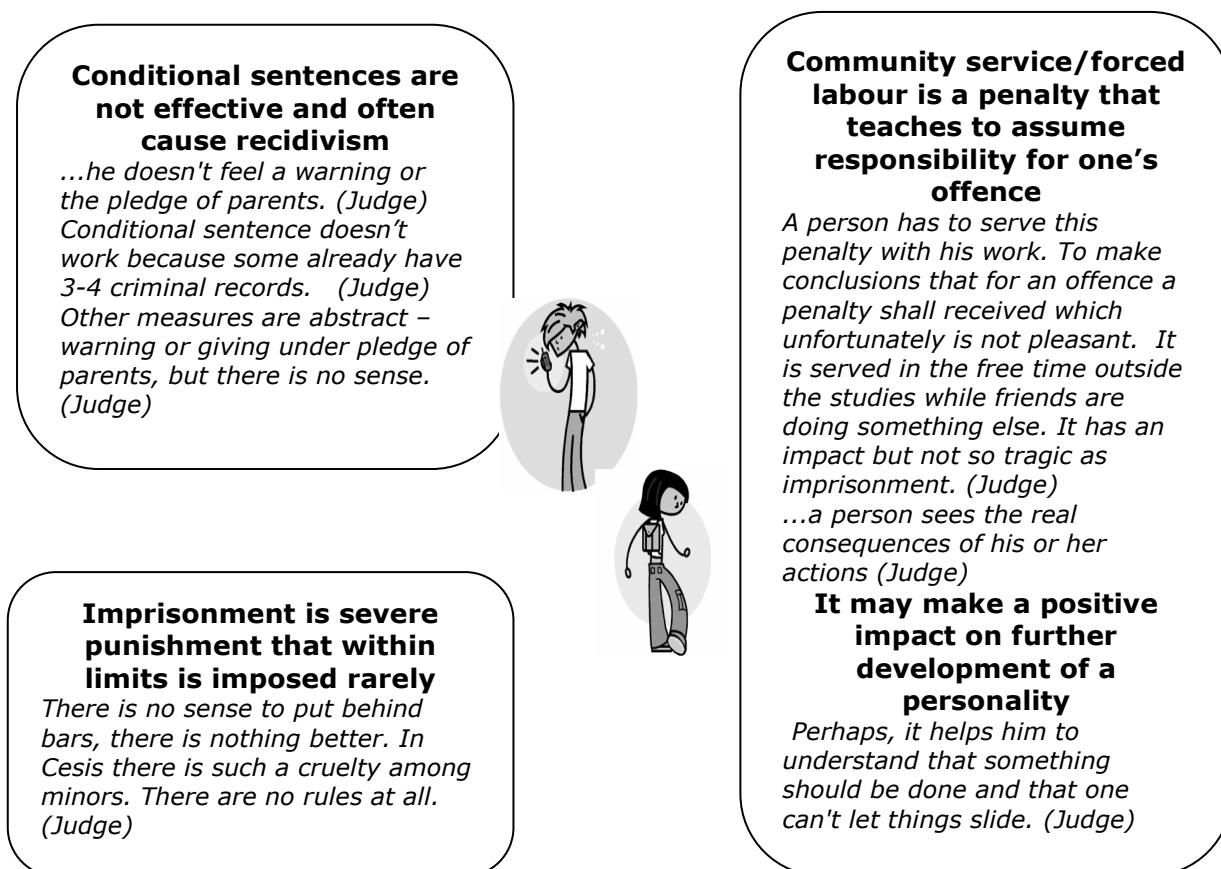 Conditional sentences are
not effective and often
cause recidivism
...he doesn't feel a warning or
the pledge of parents. (Judge)
Conditional sentence doesn’t
work because some already have
3-4 criminal records.   (Judge)
Other measures are abstract –
warning or giving under pledge of
parents, but there is no sense.
(Judge)
Imprisonment is severe
punishment that within
limits is imposed rarely
There is no sense to put behind
bars, there is nothing better. In
Cesis there is such a cruelty among
minors. There are no rules at all.
(Judge)
Community service/forced
labour is a penalty that
teaches to assume
responsibility for one’s
offence
A person has to serve this
penalty with his work. To make
conclusions that for an offence a
penalty shall received which
unfortunately is not pleasant.  It
is served in the free time outside
the studies while friends are
doing something else. It has an
impact but not so tragic as
imprisonment. (Judge)
...a person sees the real
consequences of his or her
actions (Judge)
It may make a positive
impact on further
development of a
personality
Perhaps, it helps him to
understand that something
should be done and that one
can't let things slide. (Judge)